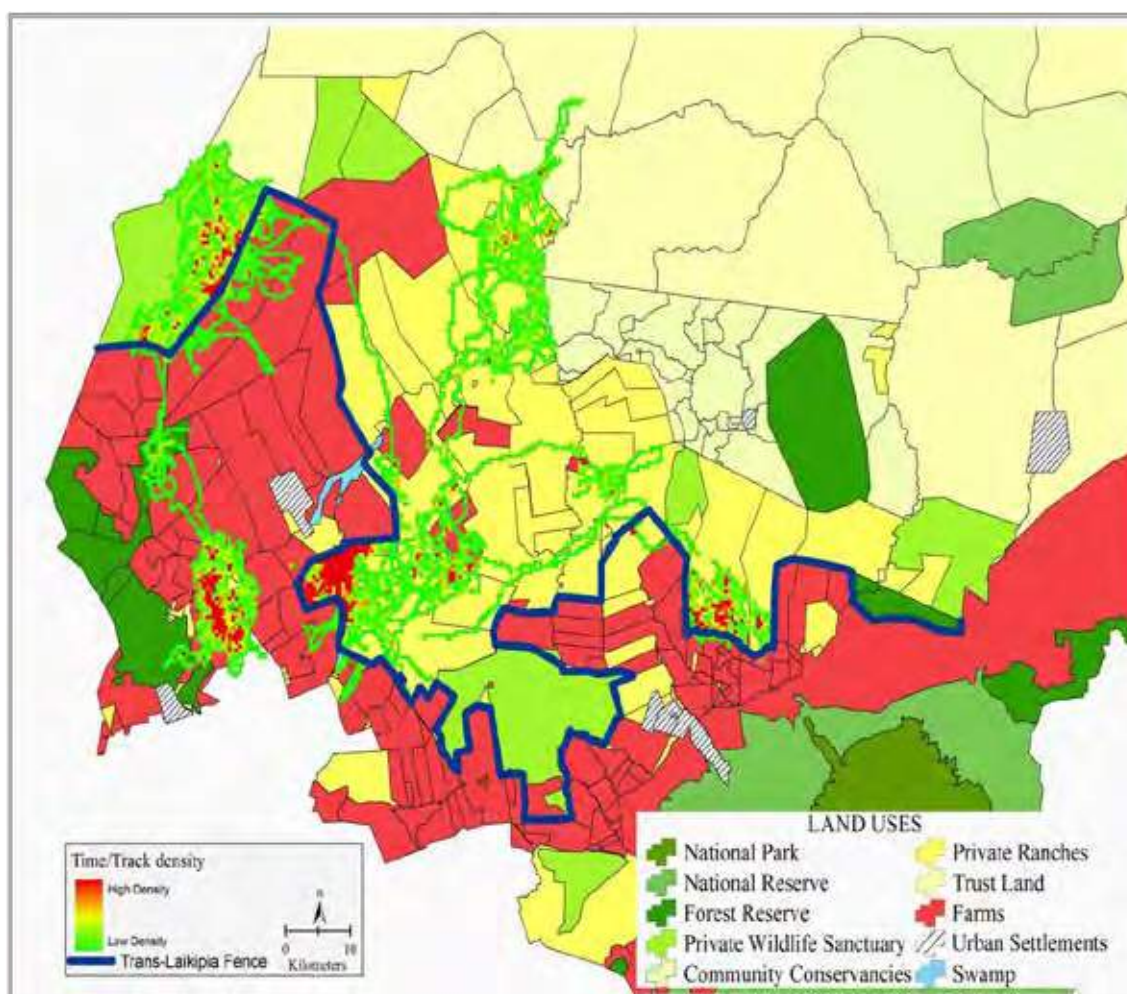 Time/Track density
High Density
Low Density
Trans-Laikipia Fence
n
0 10
Kilometers
LAND USES
National Park
National Reserve
Forest Reserve
Private Wildlife Sanctuary
Community Conservancies
Private Ranches
Trust Land
Farms
Urban Settlements
Swamp